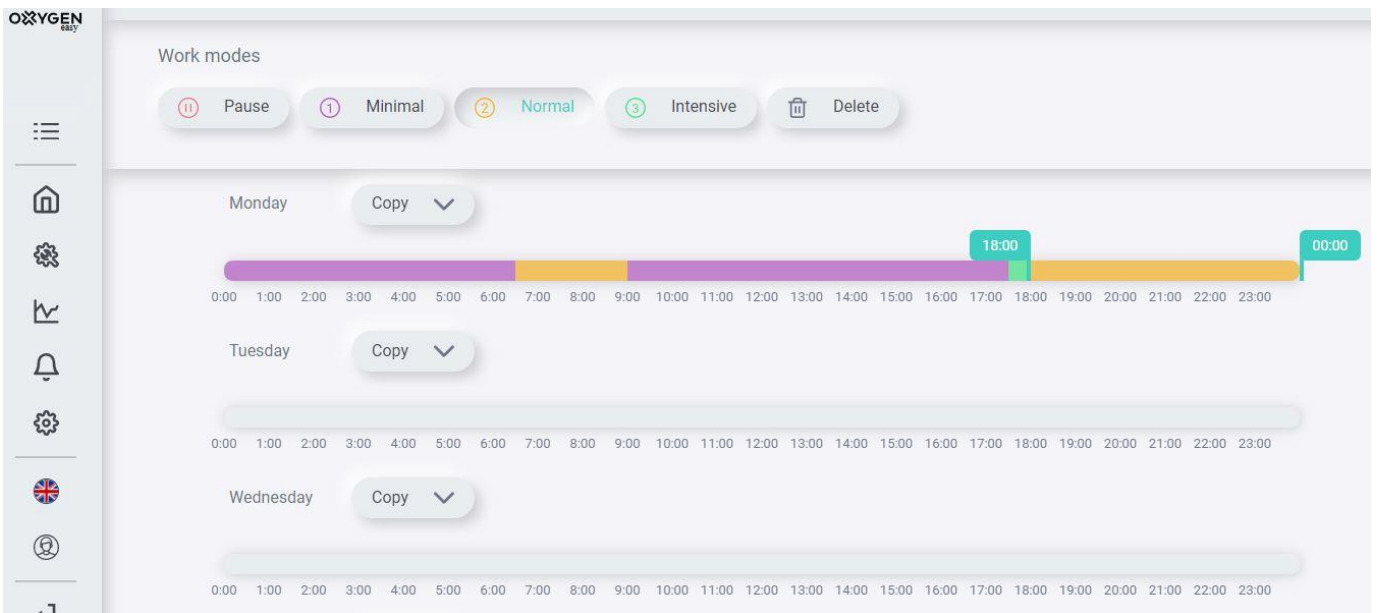 OXYGEN
easy
Work modes
Pause
1 Minimal
2 Normal
3 Intensive
Delete
Monday Copy
18:00 00:00
0:00 1:00 2:00 3:00 4:00 5:00 6:00 7:00 8:00 9:00 10:00 11:00 12:00 13:00 14:00 15:00 16:00 17:00 18:00 19:00 20:00 21:00 22:00 23:00
Tuesday Copy
0:00 1:00 2:00 3:00 4:00 5:00 6:00 7:00 8:00 9:00 10:00 11:00 12:00 13:00 14:00 15:00 16:00 17:00 18:00 19:00 20:00 21:00 22:00 23:00
Wednesday Copy
0:00 1:00 2:00 3:00 4:00 5:00 6:00 7:00 8:00 9:00 10:00 11:00 12:00 13:00 14:00 15:00 16:00 17:00 18:00 19:00 20:00 21:00 22:00 23:00